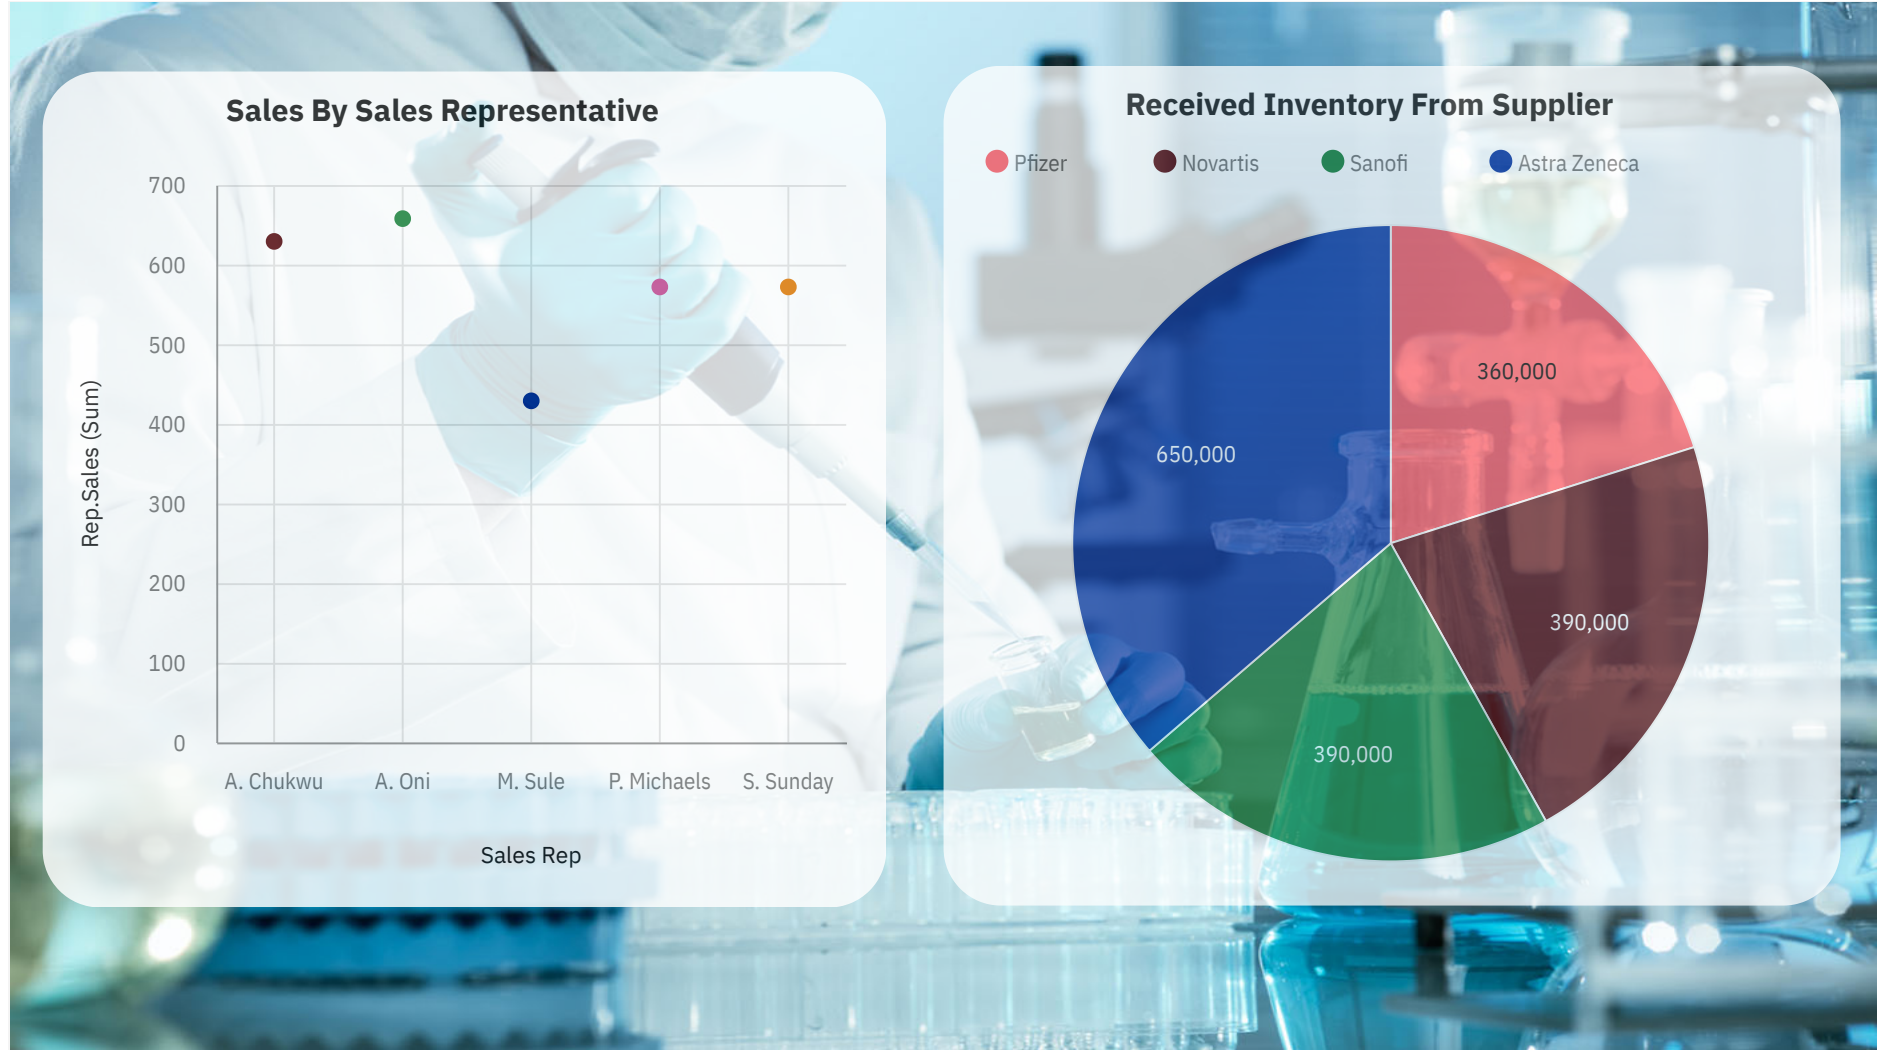 Sales By Sales Representative
700
600
500
400
300
200
100
0
Rep.Sales (Sum)
A. Chukwu
A. Oni
M. Sule
P. Michaels
S. Sunday
Sales Rep
Received Inventory From Supplier
Pfizer
Novartis
Sanofi
Astra Zeneca
360,000
650,000
390,000
390,000